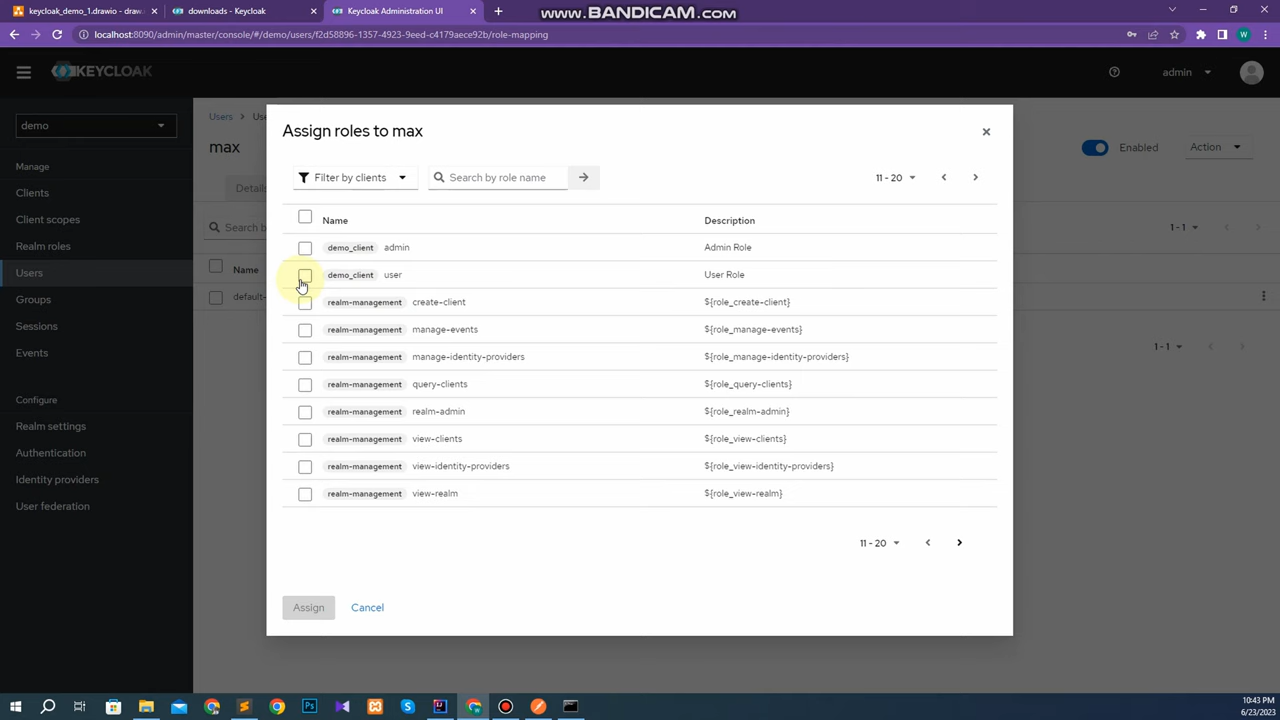 keycloak_demo_1.drawio - draw.i
downloads - Keycloak
Keycloak Administration UI
www.BANDICAM.com
localhost:8090/admin/master/console/#/demo/users/f2d58896-1357-4923-9eed-c4179aece92b/role-mapping
W
KEYCLOAK
admin
demo
Manage
Clients
Client scopes
Realm roles
Users
Groups
Sessions
Events
Configure
Realm settings
Authentication
Identity providers
User federation
Users
max
Enabled
Action
Details
Search b
1 - 1
Name
default-
1 - 1
Assign roles to max
Filter by clients
Search by role name
11 - 20
Name Description
demo_client admin Admin Role
demo_client user User Role
realm-management create-client ${role_create-client}
realm-management manage-events ${role_manage-events}
realm-management manage-identity-providers ${role_manage-identity-providers}
realm-management query-clients ${role_query-clients}
realm-management realm-admin ${role_realm-admin}
realm-management view-clients ${role_view-clients}
realm-management view-identity-providers ${role_view-identity-providers}
realm-management view-realm ${role_view-realm}
11 - 20
Assign Cancel
10:43 PM
6/23/2023